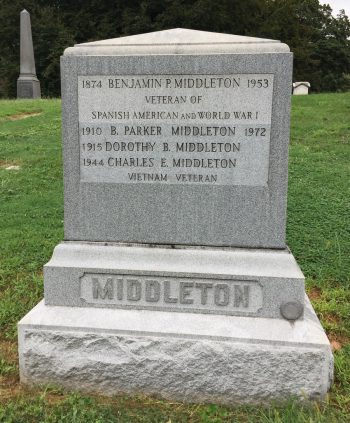 1874 BENJAMIN P. MIDDLETON 1953
VETERAN OF
SPANISH AMERICAN AND WORLD WAR I
1910 B. PARKER MIDDLETON 1972
1915 DOROTHY B. MIDDLETON
1944 CHARLES E. MIDDLETON
VIETNAM VETERAN
MIDDLETON